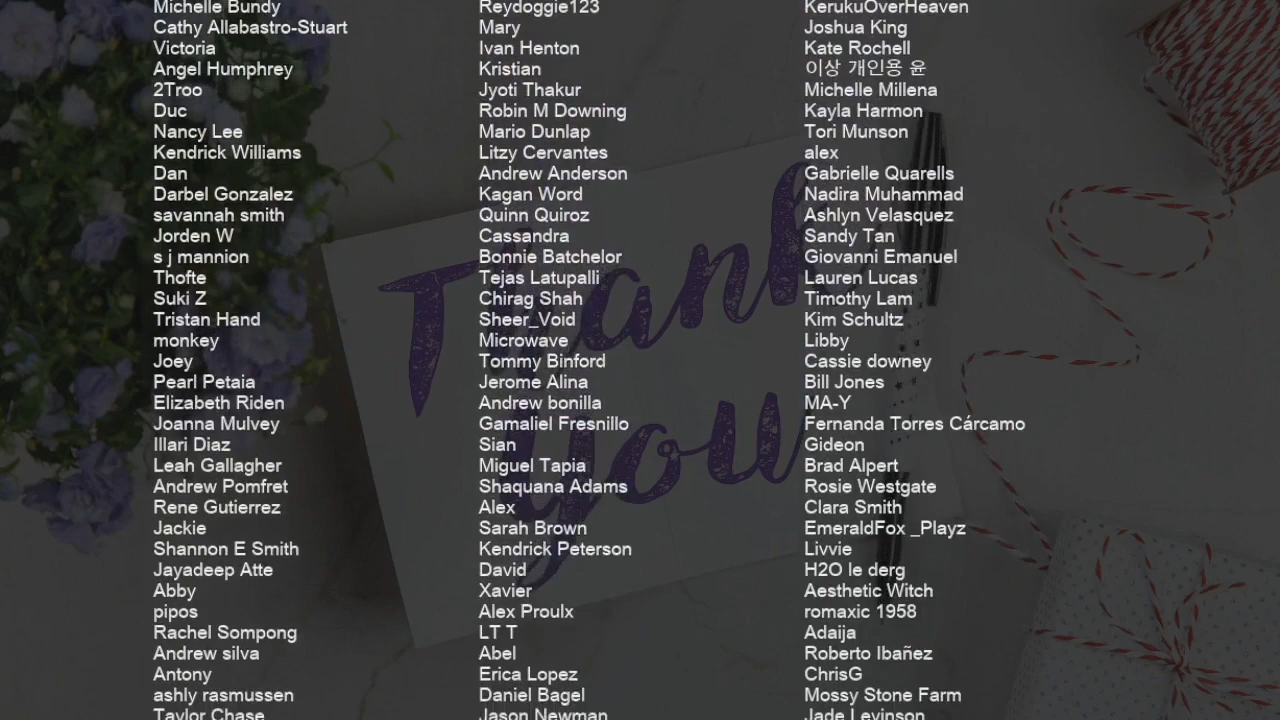 Michelle Bundy
Cathy Allabastro-Stuart
Victoria
Angel Humphrey
2Troo
Duc
Nancy Lee
Kendrick Williams
Dan
Darbel Gonzalez
savannah smith
Jorden W
s j mannion
Thofte
Suki Z
Tristan Hand
monkey
Joey
Pearl Petaia
Elizabeth Riden
Joanna Mulvey
Illari Diaz
Leah Gallagher
Andrew Pomfret
Rene Gutierrez
Jackie
Shannon E Smith
Jayadeep Atte
Abby
pipos
Rachel Sompong
Andrew silva
Antony
ashly rasmussen
Taylor Chase
Reydoggie123
Mary
Ivan Henton
Kristian
Jyoti Thakur
Robin M Downing
Mario Dunlap
Litzy Cervantes
Andrew Anderson
Kagan Word
Quinn Quiroz
Cassandra
Bonnie Batchelor
Tejas Latupalli
Chirag Shah
Sheer_Void
Microwave
Tommy Binford
Jerome Alina
Andrew bonilla
Gamaliel Fresnillo
Sian
Miguel Tapia
Shaquana Adams
Alex
Sarah Brown
Kendrick Peterson
David
Xavier
Alex Proulx
LT T
Abel
Erica Lopez
Daniel Bagel
Jason Newman
KerukuOverHeaven
Joshua King
Kate Rochell
이상 개인용 윤
Michelle Millena
Kayla Harmon
Tori Munson
alex
Gabrielle Quarells
Nadira Muhammad
Ashlyn Velasquez
Sandy Tan
Giovanni Emanuel
Lauren Lucas
Timothy Lam
Kim Schultz
Libby
Cassie downey
Bill Jones
MA-Y
Fernanda Torres Cárcamo
Gideon
Brad Alpert
Rosie Westgate
Clara Smith
EmeraldFox _Playz
Livvie
H2O le derg
Aesthetic Witch
romaxic 1958
Adaija
Roberto Ibañez
ChrisG
Mossy Stone Farm
Jade Levinson
Thank
you